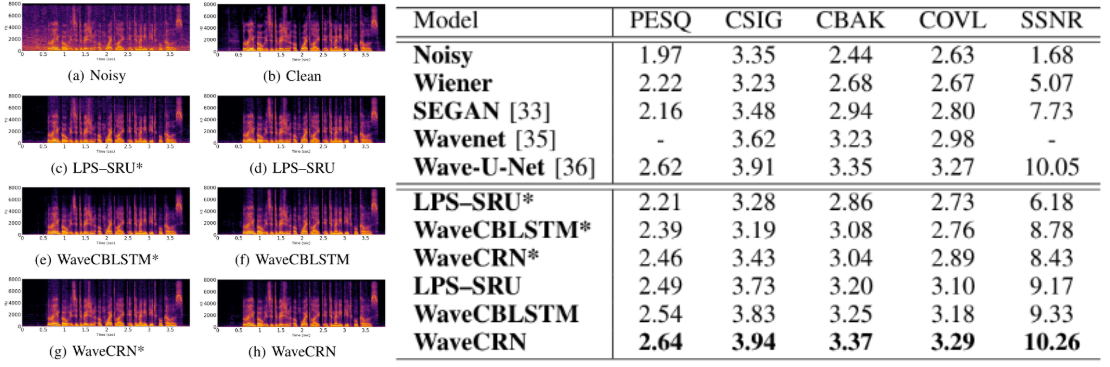 (a) Noisy
(b) Clean
(c) LPS–SRU*
(d) LPS–SRU
(e) WaveCBLSTM*
(f) WaveCBLSTM
(g) WaveCRN*
(h) WaveCRN
Model PESQ CSIG CBAK COVL SSNR
Noisy 1.97 3.35 2.44 2.63 1.68
Wiener 2.22 3.23 2.68 2.67 5.07
SEGAN [33] 2.16 3.48 2.94 2.80 7.73
Wavenet [35] - 3.62 3.23 2.98 -
Wave-U-Net [36] 2.62 3.91 3.35 3.27 10.05
LPS–SRU* 2.21 3.28 2.86 2.73 6.18
WaveCBLSTM* 2.39 3.19 3.08 2.76 8.78
WaveCRN* 2.46 3.43 3.04 2.89 8.43
LPS–SRU 2.49 3.73 3.20 3.10 9.17
WaveCBLSTM 2.54 3.83 3.25 3.18 9.33
WaveCRN 2.64 3.94 3.37 3.29 10.26